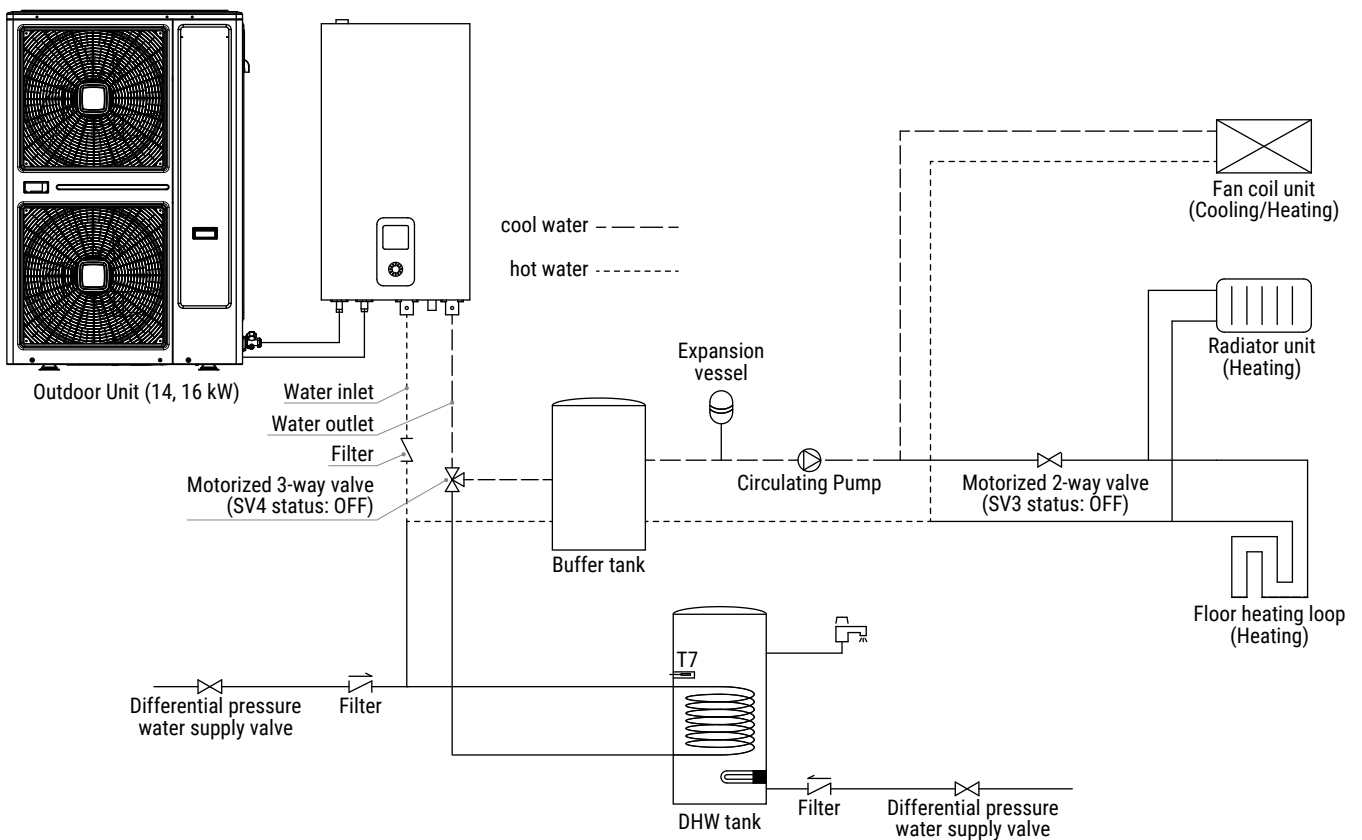 Outdoor Unit (14, 16 kW)
cool water
hot water
Water inlet
Water outlet
Filter
Motorized 3-way valve
(SV4 status: OFF)
Expansion
vessel
Circulating Pump
Buffer tank
Motorized 2-way valve
(SV3 status: OFF)
Fan coil unit
(Cooling/Heating)
Radiator unit
(Heating)
Floor heating loop
(Heating)
T7
Differential pressure
water supply valve
Filter
DHW tank
Filter
Differential pressure
water supply valve